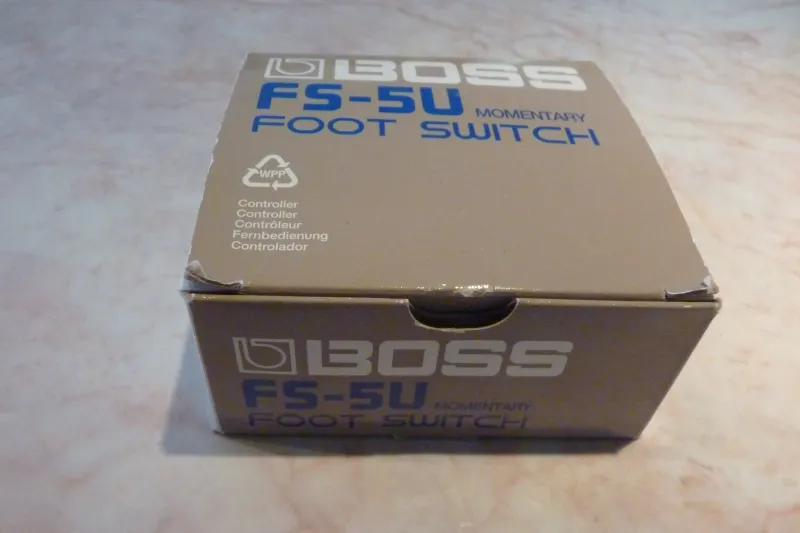 BOSS
FS-5U MOMENTARY
FOOT SWITCH
WPP
Controller
Controller
Contrôleur
Fernbedienung
Controlador
BOSS
FS-5U MOMENTARY
FOOT SWITCH